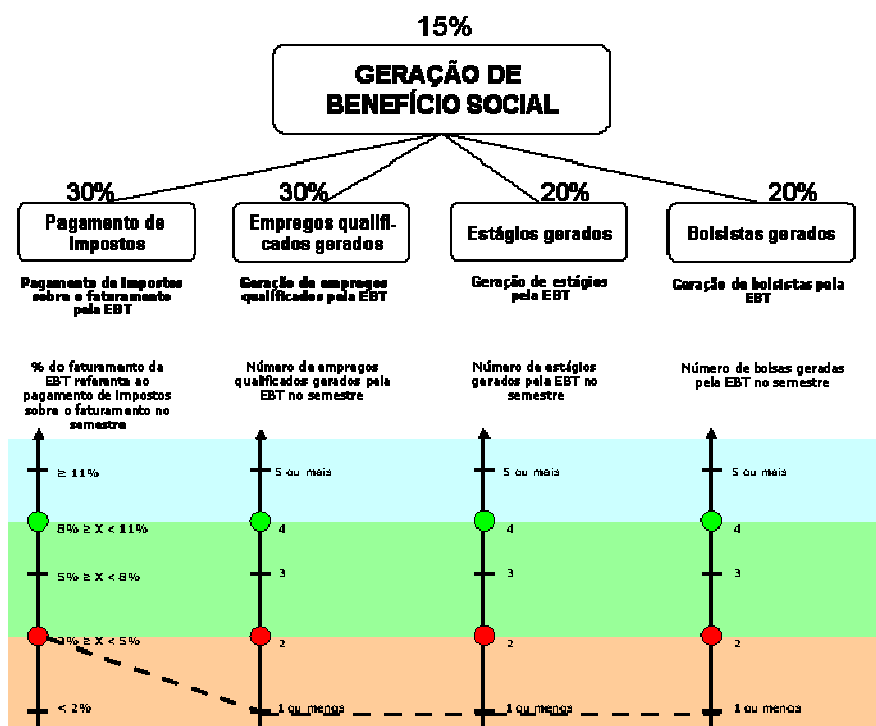 15%
GERAÇÃO DE
BENEFÍCIO SOCIAL
30%
30%
20%
20%
Pagamento de
Impostos
Empregos qualifi-
cados gerados
Estágios gerados
Bolsistas gerados
Pagamento de Impostos
sobre o faturamento
pela EBT
Geração de empregos
qualificados pela EBT
Geração de estágios
pela EBT
Geração de bolsistas pela
EBT
% do faturamento da
EBT referente ao
pagamento de impostos
sobre o faturamento no
semestre
Número de empregos
qualificados gerados pela
EBT no semestre
Número de estágios
gerados pela EBT no
semestre
Número de bolsas geradas
pela EBT no semestre
≥ 11%
8% ≥ X < 11%
5% ≥ X < 8%
2% ≥ X < 5%
< 2%
5 ou mais
4
3
2
1 ou menos
5 ou mais
4
3
2
1 ou menos
5 ou mais
4
3
2
1 ou menos